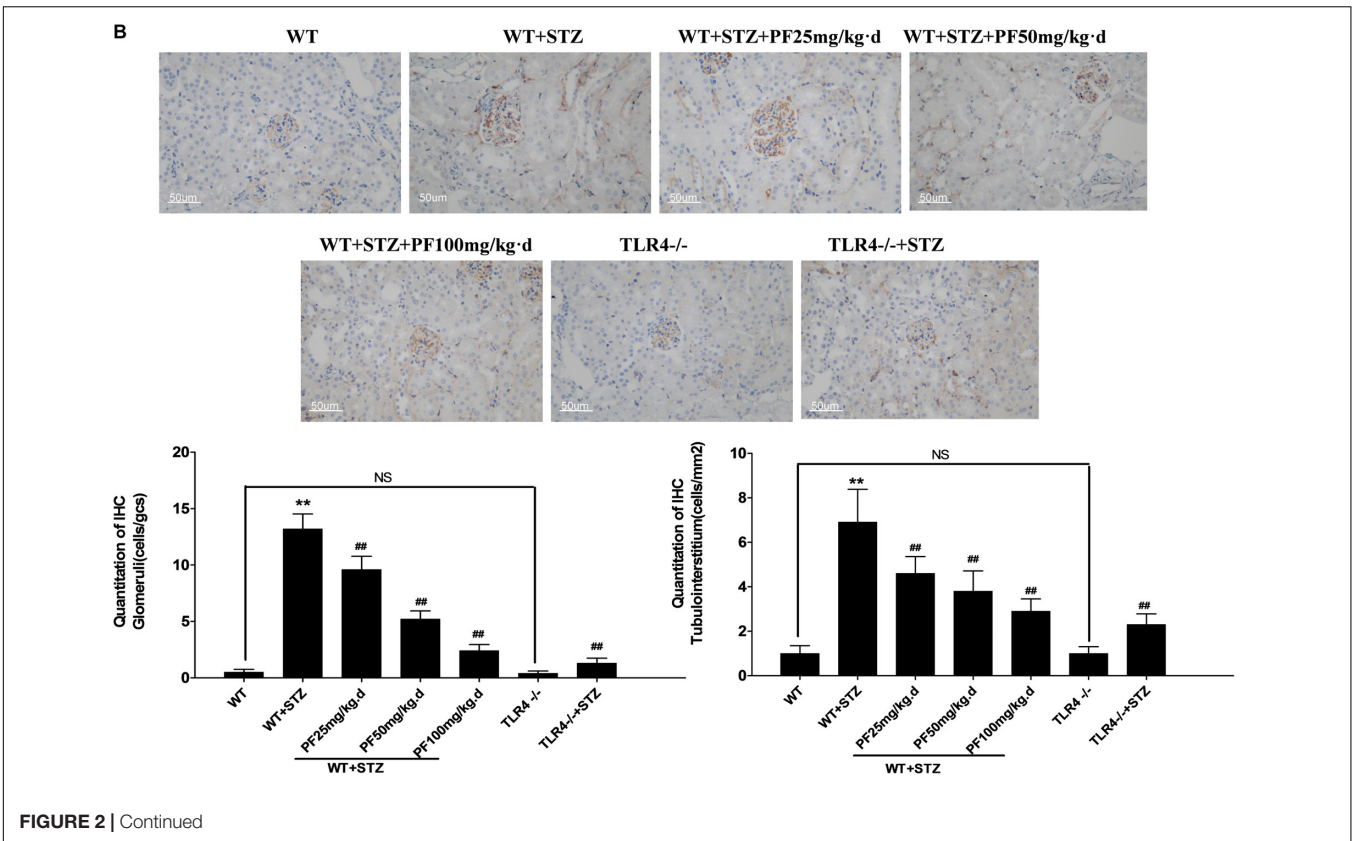 B
WT
WT+STZ
WT+STZ+PF25mg/kg·d
WT+STZ+PF50mg/kg·d
50um
50um
50um
50um
WT+STZ+PF100mg/kg·d
TLR4-/-
TLR4-/-+STZ
50um
50um
50um
Quantitation of IHC
Glomeruli(cells/gcs)
20
15
10
5
0
NS
**
##
##
##
##
WT
WT+STZ
PF25mg/kg.d
PF50mg/kg.d
PF100mg/kg.d
TLR4 -/-
TLR4-/-+STZ
WT+STZ
Quantitation of IHC
Tubulointerstitium(cells/mm2)
10
8
6
4
2
0
NS
**
##
##
##
##
WT
WT+STZ
PF25mg/kg.d
PF50mg/kg.d
PF100mg/kg.d
TLR4 -/-
TLR4-/-+STZ
WT+STZ
FIGURE 2 | Continued